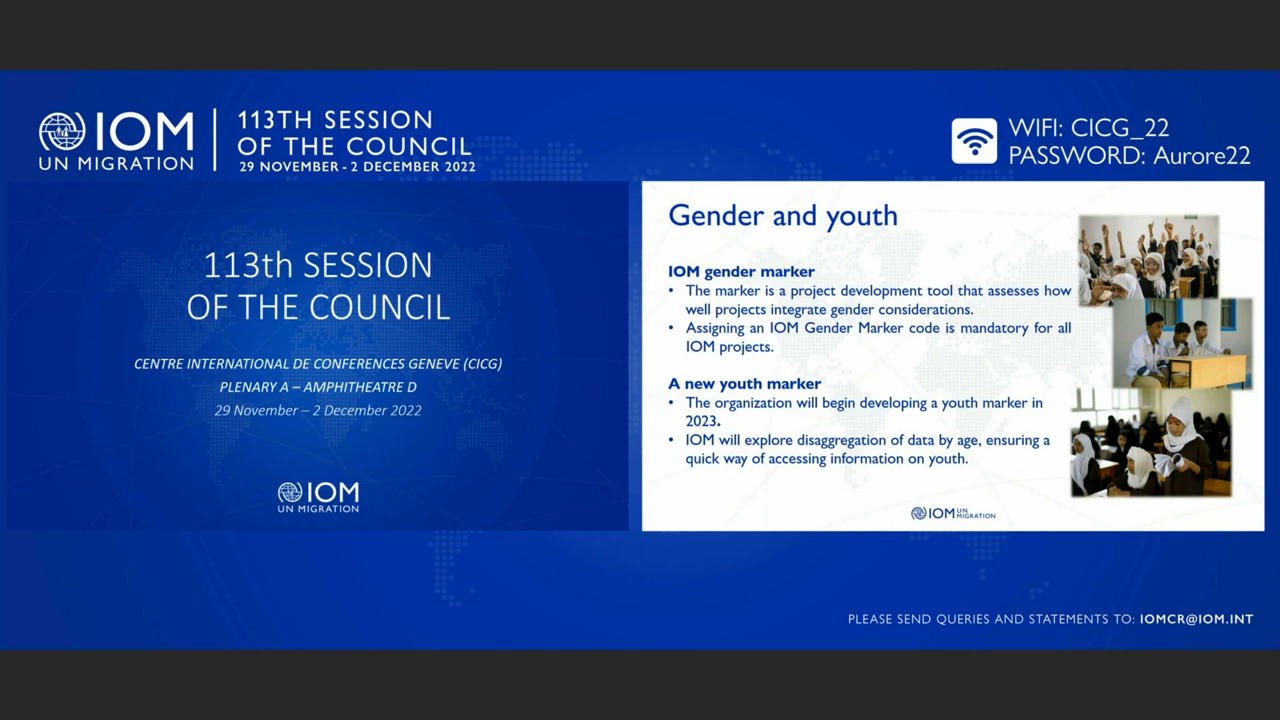 IOM
UN MIGRATION
113TH SESSION
OF THE COUNCIL
29 NOVEMBER - 2 DECEMBER 2022
WIFI: CICG_22
PASSWORD: Aurore22
113th SESSION
OF THE COUNCIL
CENTRE INTERNATIONAL DE CONFERENCES GENEVE (CICG)
PLENARY A – AMPHITHEATRE D
29 November – 2 December 2022
IOM
UN MIGRATION
Gender and youth
IOM gender marker
• The marker is a project development tool that assesses how
well projects integrate gender considerations.
• Assigning an IOM Gender Marker code is mandatory for all
IOM projects.
A new youth marker
• The organization will begin developing a youth marker in
2023.
• IOM will explore disaggregation of data by age, ensuring a
quick way of accessing information on youth.
IOM UN MIGRATION
PLEASE SEND QUERIES AND STATEMENTS TO: IOMCR@IOM.INT